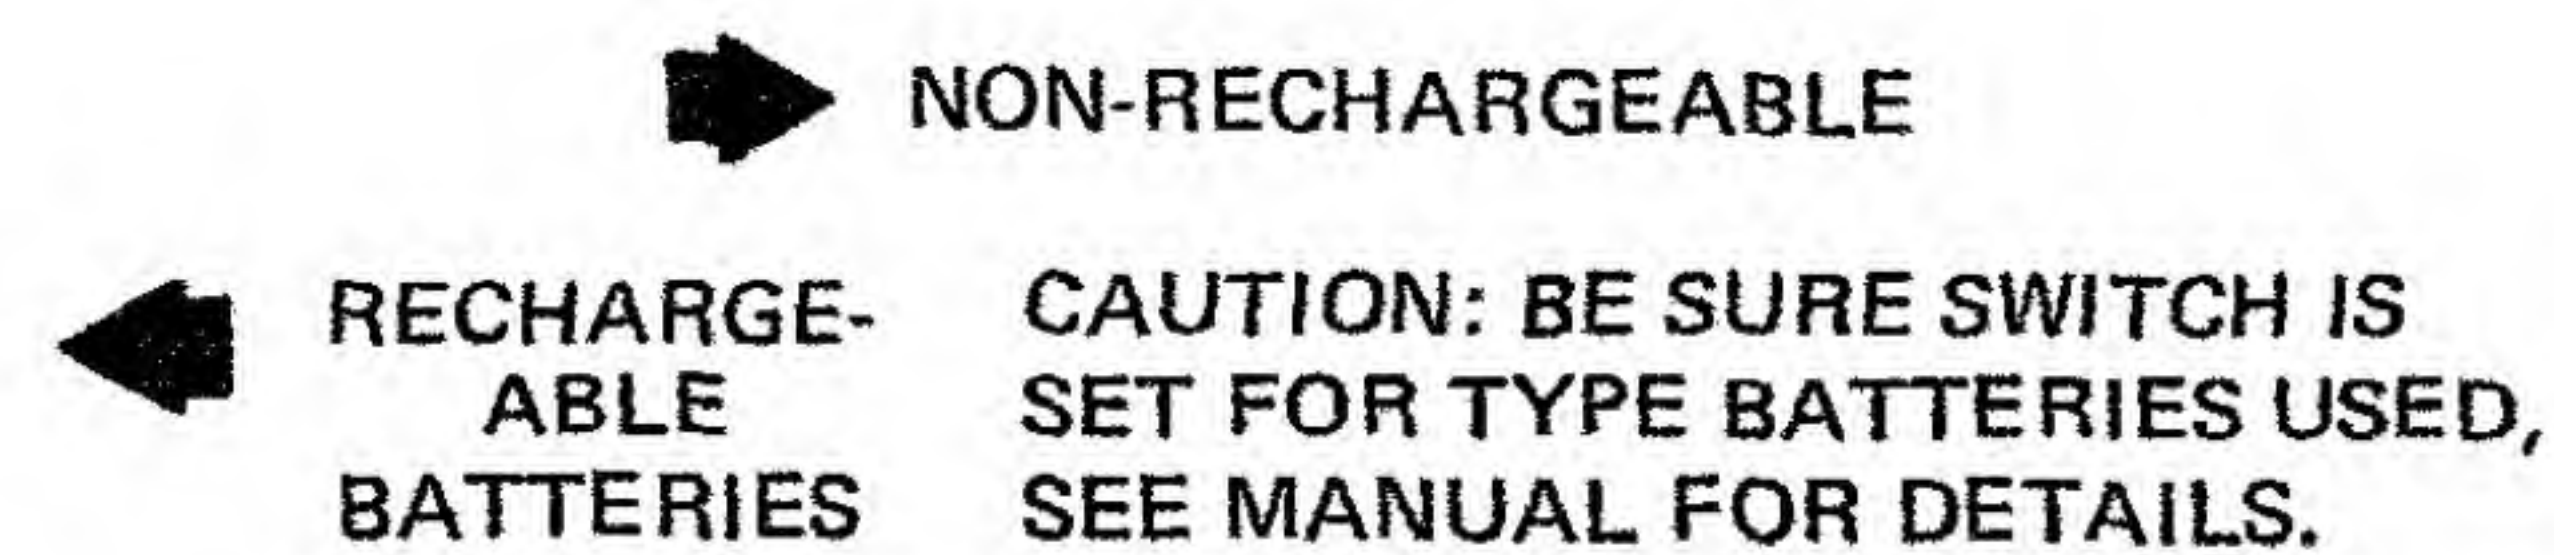 NON-RECHARGEABLE
RECHARGE-
ABLE
BATTERIES
CAUTION: BE SURE SWITCH IS
SET FOR TYPE BATTERIES USED,
SEE MANUAL FOR DETAILS.